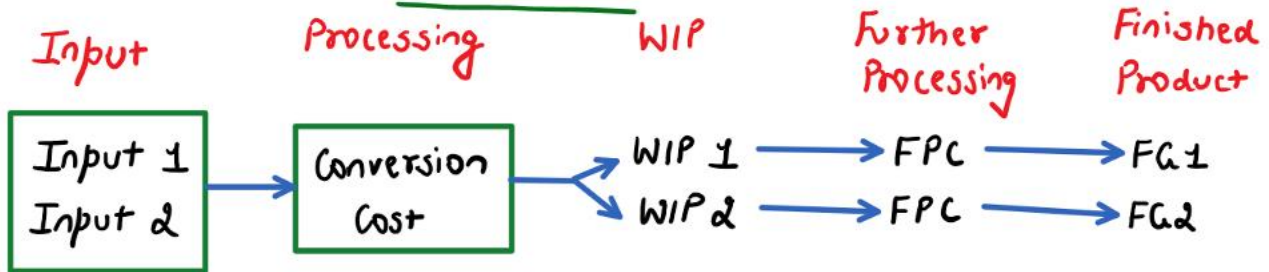 Input Processing WIP Further Processing Finished Product
Input 1
Input 2
Conversion
Cost
WIP 1 FPC FG1
WIP 2 FPC FG2